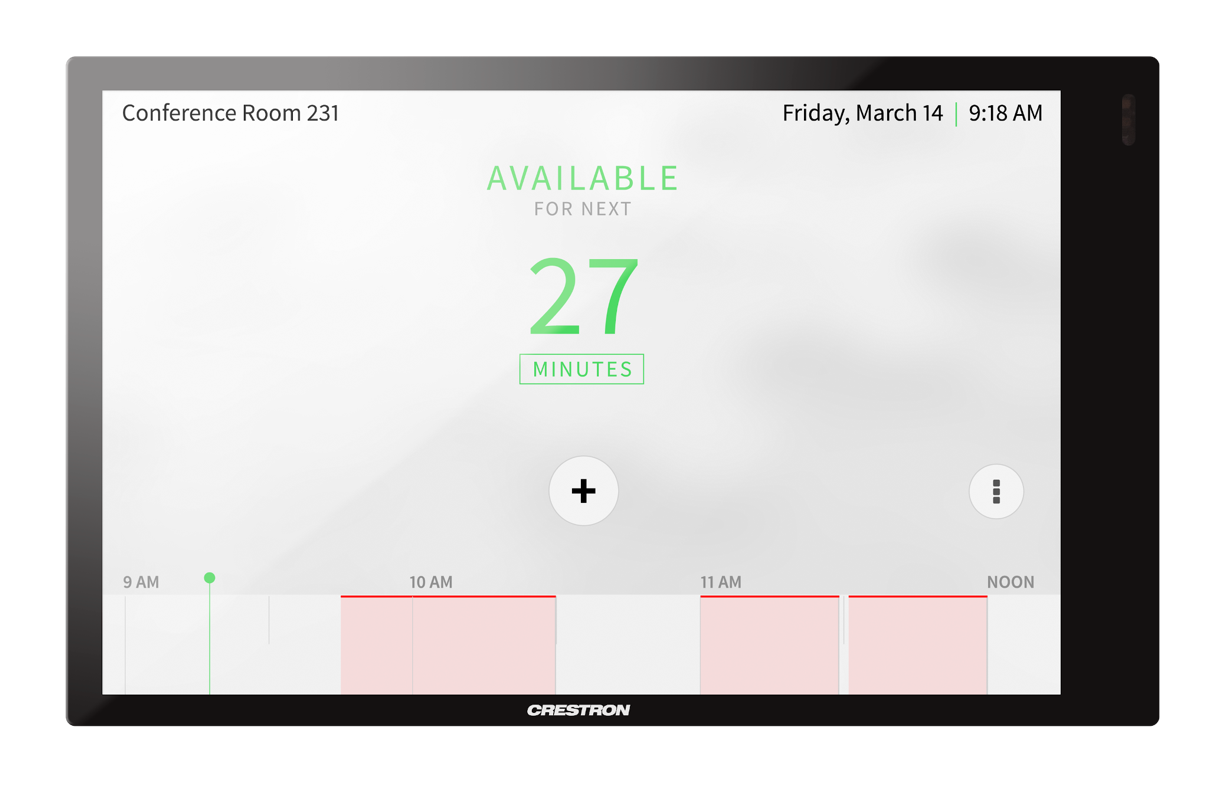 Conference Room 231
Friday, March 14 | 9:18 AM
AVAILABLE
FOR NEXT
27
MINUTES
9 AM
10 AM
11 AM
NOON
CRESTRON